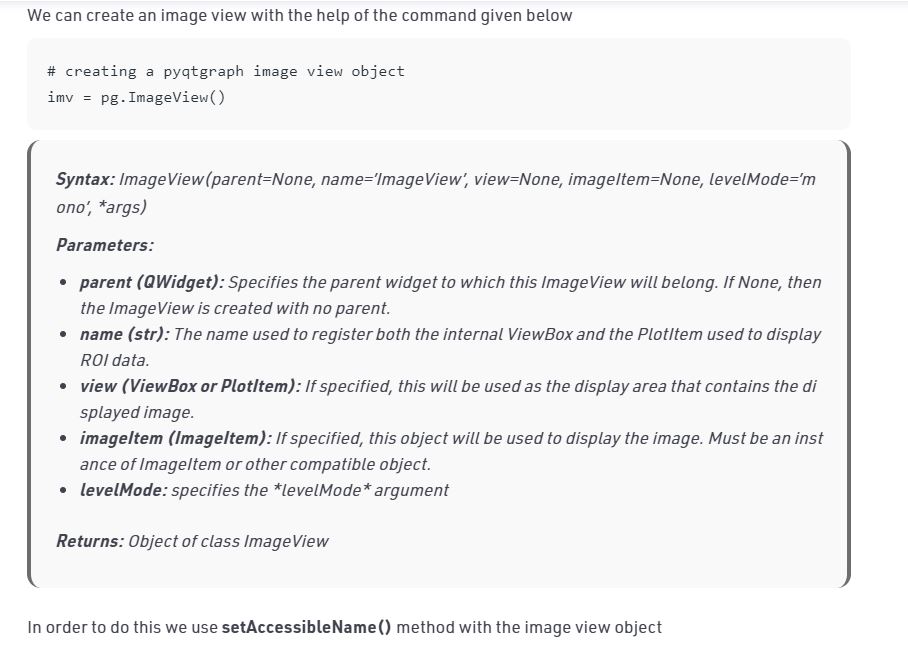 We can create an image view with the help of the command given below
# creating a pyqtgraph image view object
imv = pg.ImageView()
Syntax: ImageView(parent=None, name='ImageView', view=None, imageItem=None, levelMode='m
ono', *args)
Parameters:
• parent (QWidget): Specifies the parent widget to which this ImageView will belong. If None, then
the ImageView is created with no parent.
• name (str): The name used to register both the internal ViewBox and the PlotItem used to display
ROI data.
• view (ViewBox or PlotItem): If specified, this will be used as the display area that contains the di
splayed image.
• imageItem (ImageItem): If specified, this object will be used to display the image. Must be an inst
ance of ImageItem or other compatible object.
• levelMode: specifies the *levelMode* argument
Returns: Object of class ImageView
In order to do this we use setAccessibleName() method with the image view object